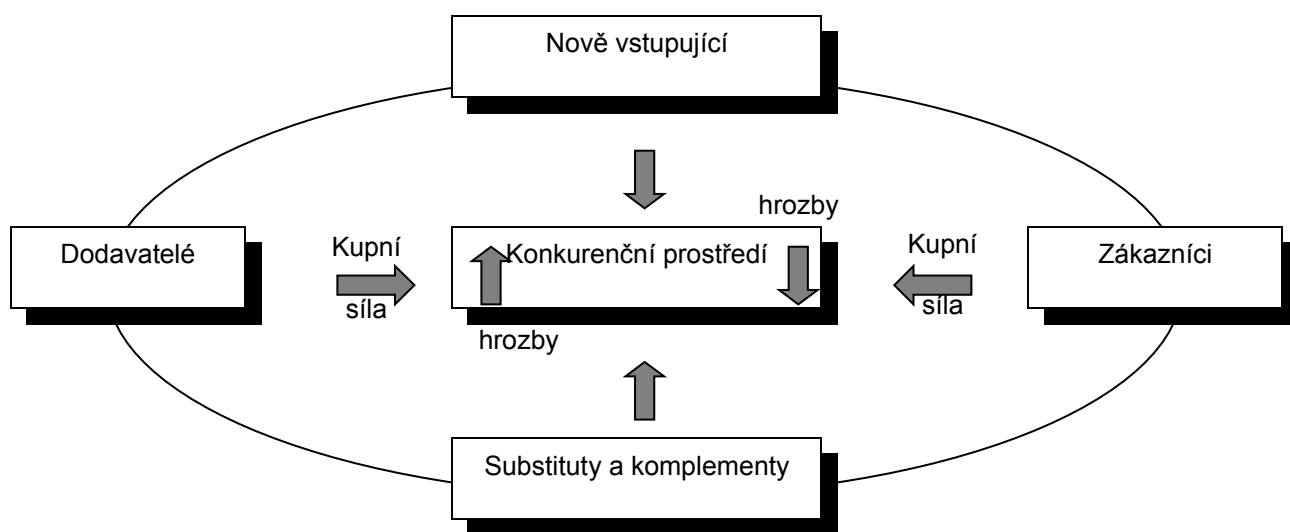 Nově vstupující
hrozby
Dodavatelé
Kupní
síla
Konkurenční prostředí
Kupní
síla
Zákazníci
hrozby
Substituty a komplementy